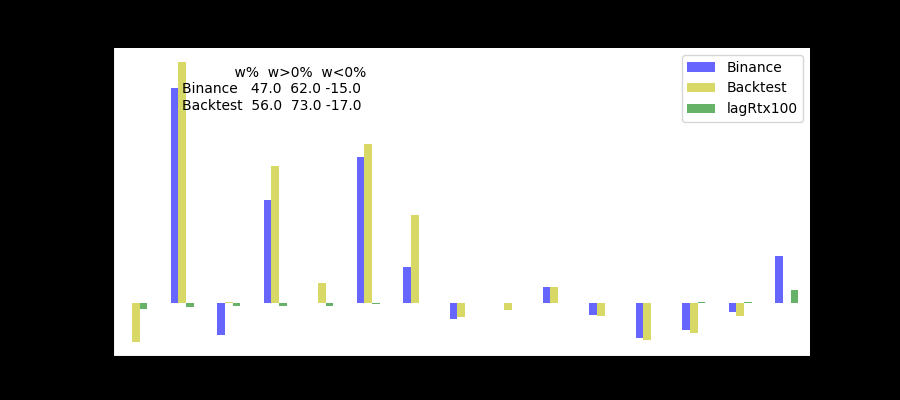 w% w>0% w<0%
Binance 47.0 62.0 -15.0
Backtest 56.0 73.0 -17.0
Binance
Backtest
lagRtx100